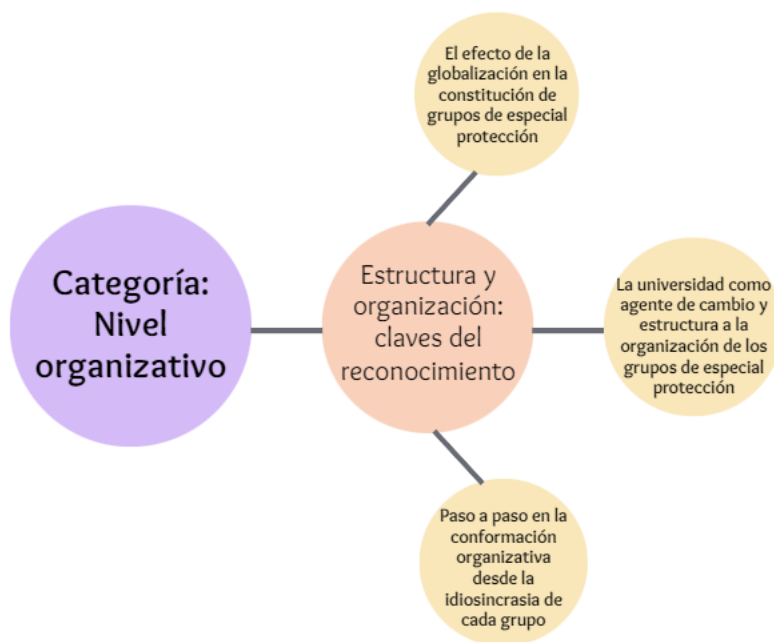 El efecto de la
globalización en la
constitución de
grupos de especial
protección
Categoría:
Nivel
organizativo
Estructura y
organización:
claves del
reconocimiento
La universidad como
agente de cambio y
estructura a la
organización de los
grupos de especial
protección
Paso a paso en la
conformación
organizativa
desde la
idiosincrasia de
cada grupo